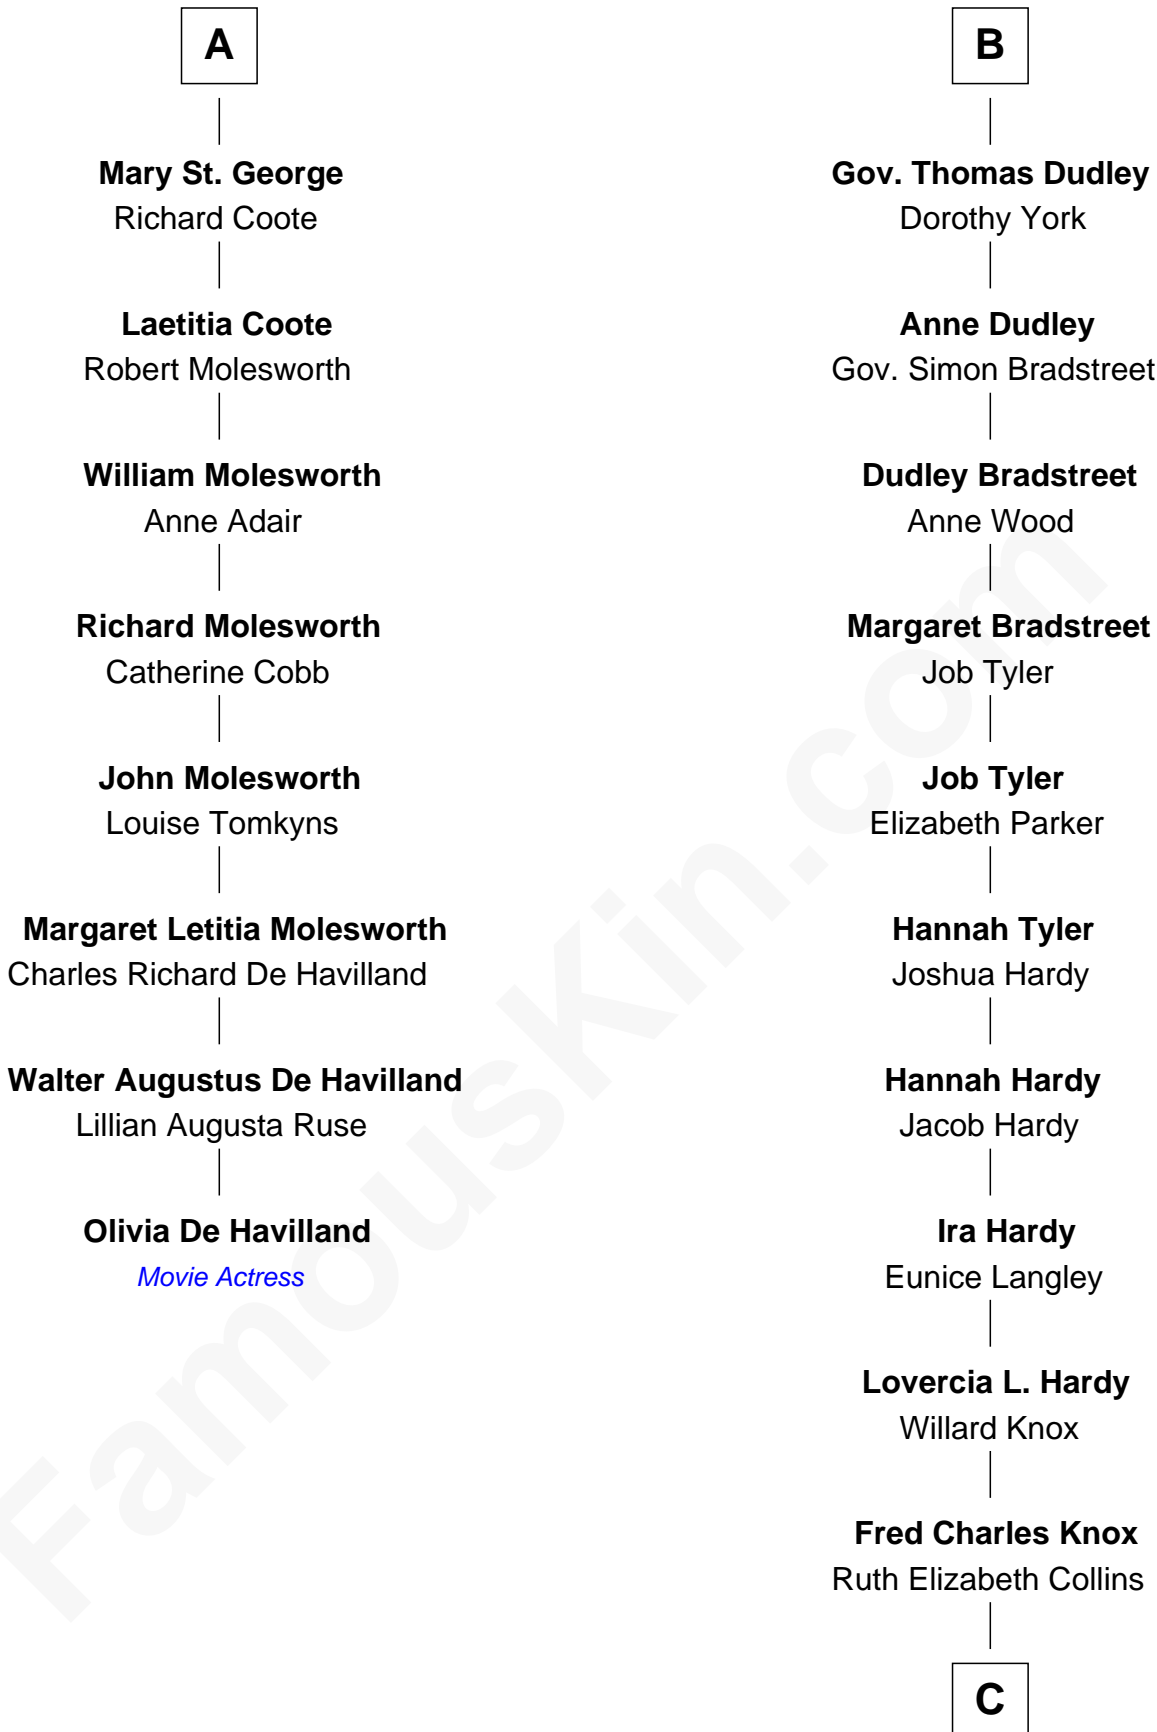 A
Mary St. George
Richard Coote
Laetitia Coote
Robert Molesworth
William Molesworth
Anne Adair
Richard Molesworth
Catherine Cobb
John Molesworth
Louise Tomkyns
Margaret Letitia Molesworth
Charles Richard De Havilland
Walter Augustus De Havilland
Lillian Augusta Ruse
Olivia De Havilland
Movie Actress
B
Gov. Thomas Dudley
Dorothy York
Anne Dudley
Gov. Simon Bradstreet
Dudley Bradstreet
Anne Wood
Margaret Bradstreet
Job Tyler
Job Tyler
Elizabeth Parker
Hannah Tyler
Joshua Hardy
Hannah Hardy
Jacob Hardy
Ira Hardy
Eunice Langley
Lovercia L. Hardy
Willard Knox
Fred Charles Knox
Ruth Elizabeth Collins
C
FamousKin.com